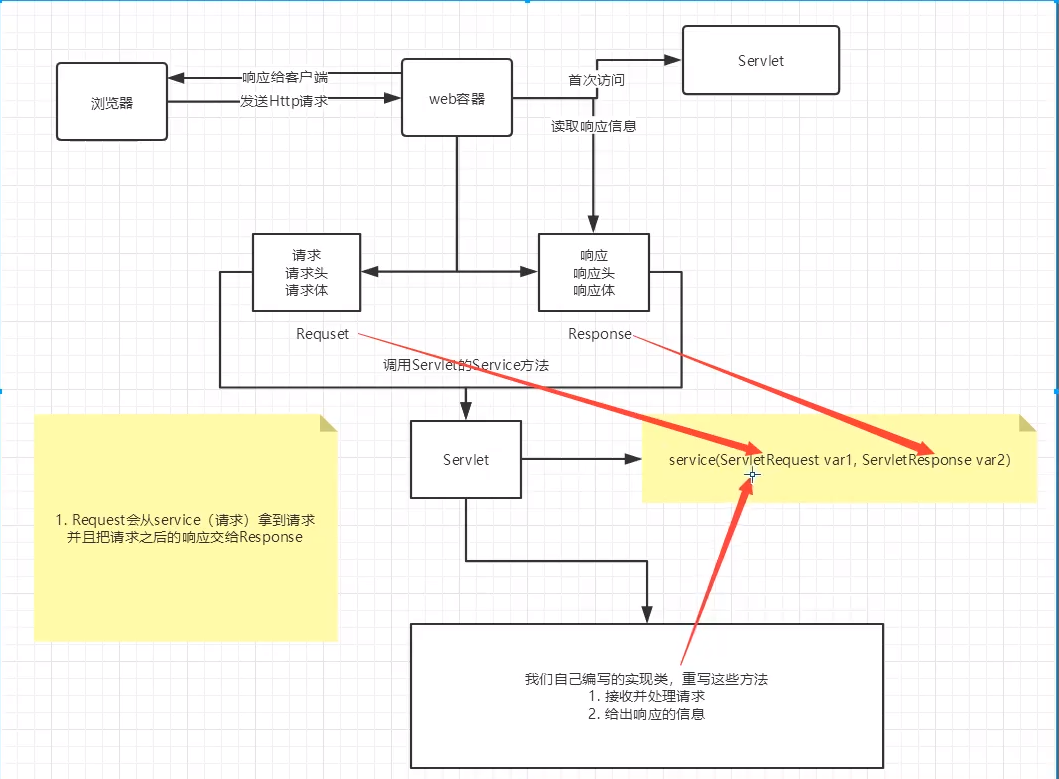 Servlet
响应给客户端
首次访问
浏览器
发送Http请求
web容器
读取响应信息
请求
请求头
请求体
响应
响应头
响应体
Requset
Response
调用Servlet的Service方法
Servlet
service(ServletRequest var1, ServletResponse var2)
1. Request会从service（请求）拿到请求
并且把请求之后的响应交给Response
我们自己编写的实现类，重写这些方法
1. 接收并处理请求
2. 给出响应的信息